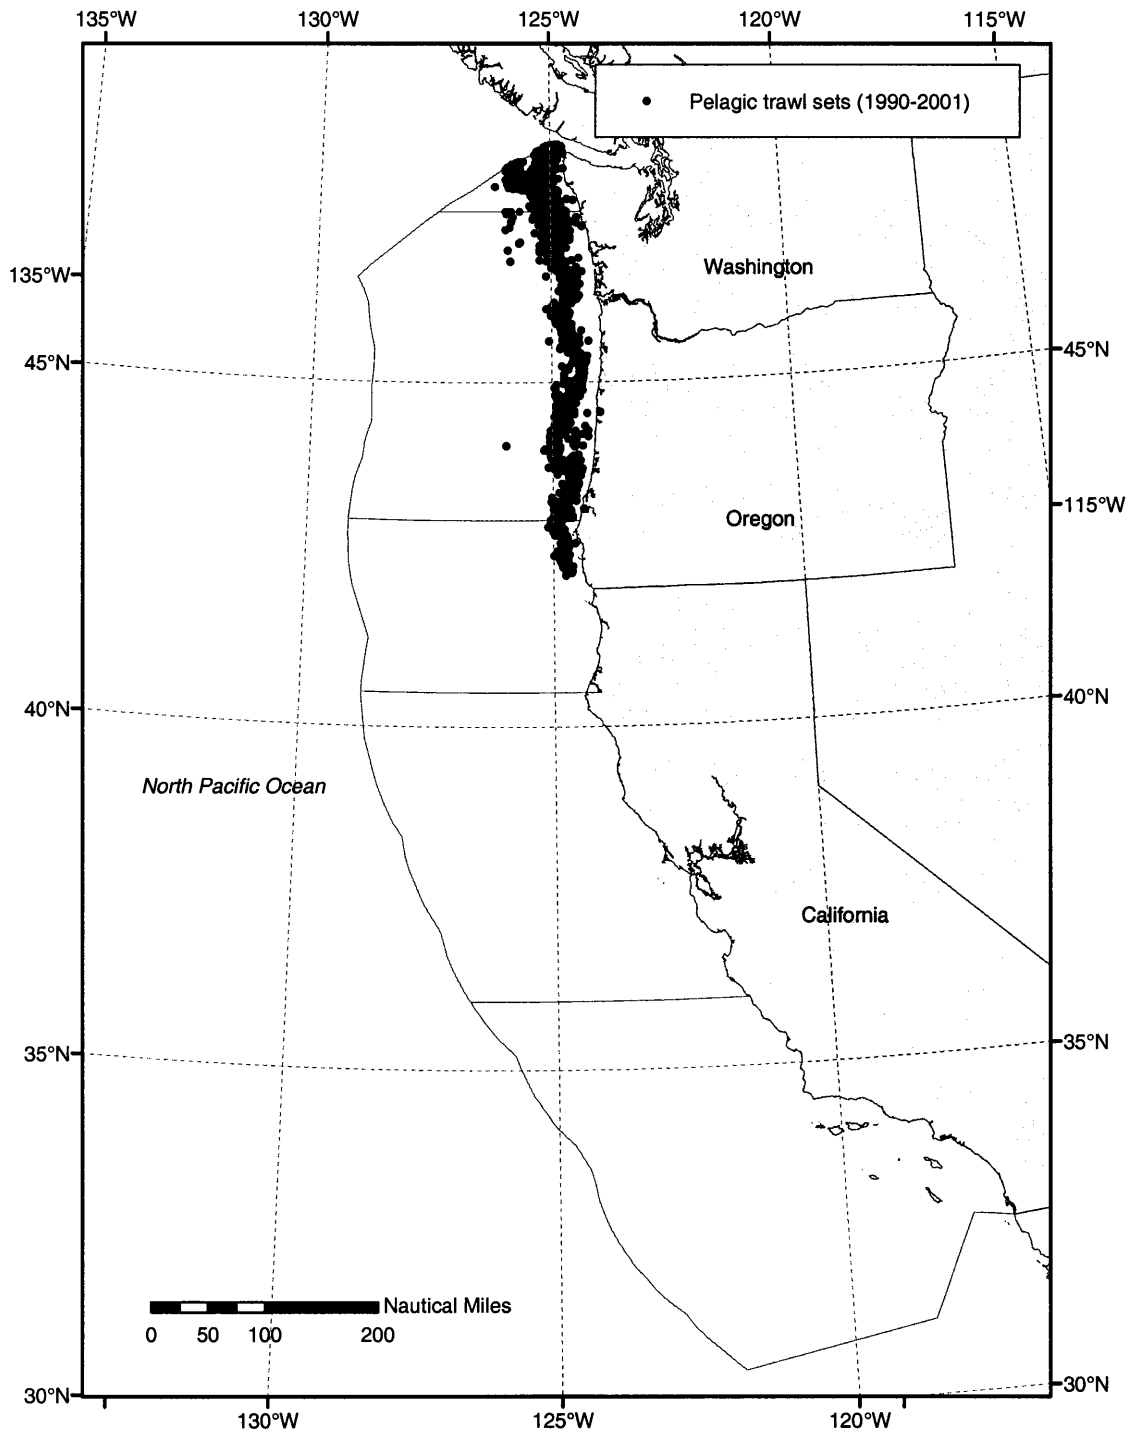 135°W 130°W 125°W 120°W 115°W
Pelagic trawl sets (1990-2001)
Washington
135°W
45°N 45°N
115°W
Oregon
40°N 40°N
North Pacific Ocean
California
35°N 35°N
Nautical Miles
0 50 100 200
30°N 30°N
130°W 125°W 120°W